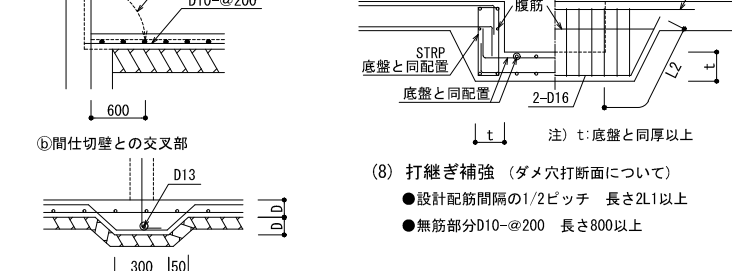 D10-@200
600
ⓑ間仕切壁との交叉部
D13
D
D
300
50
腹筋
STRP
底盤と同配置
底盤と同配置
2-D16
L2
t
t
注) t:底盤と同厚以上
(8) 打継ぎ補強 (ダメ穴打断面について)
●設計配筋間隔の1/2ピッチ 長さ2L1以上
●無筋部分D10-@200 長さ800以上